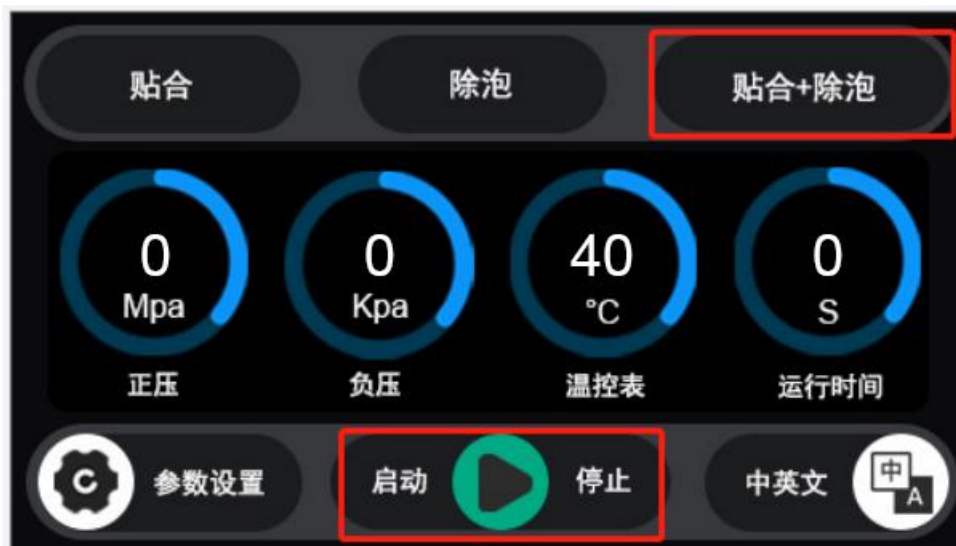 贴合
除泡
贴合+除泡
0
Mpa
正压
0
Kpa
负压
40
°C
温控表
0
S
运行时间
C
参数设置
启动
停止
中英文
中
A